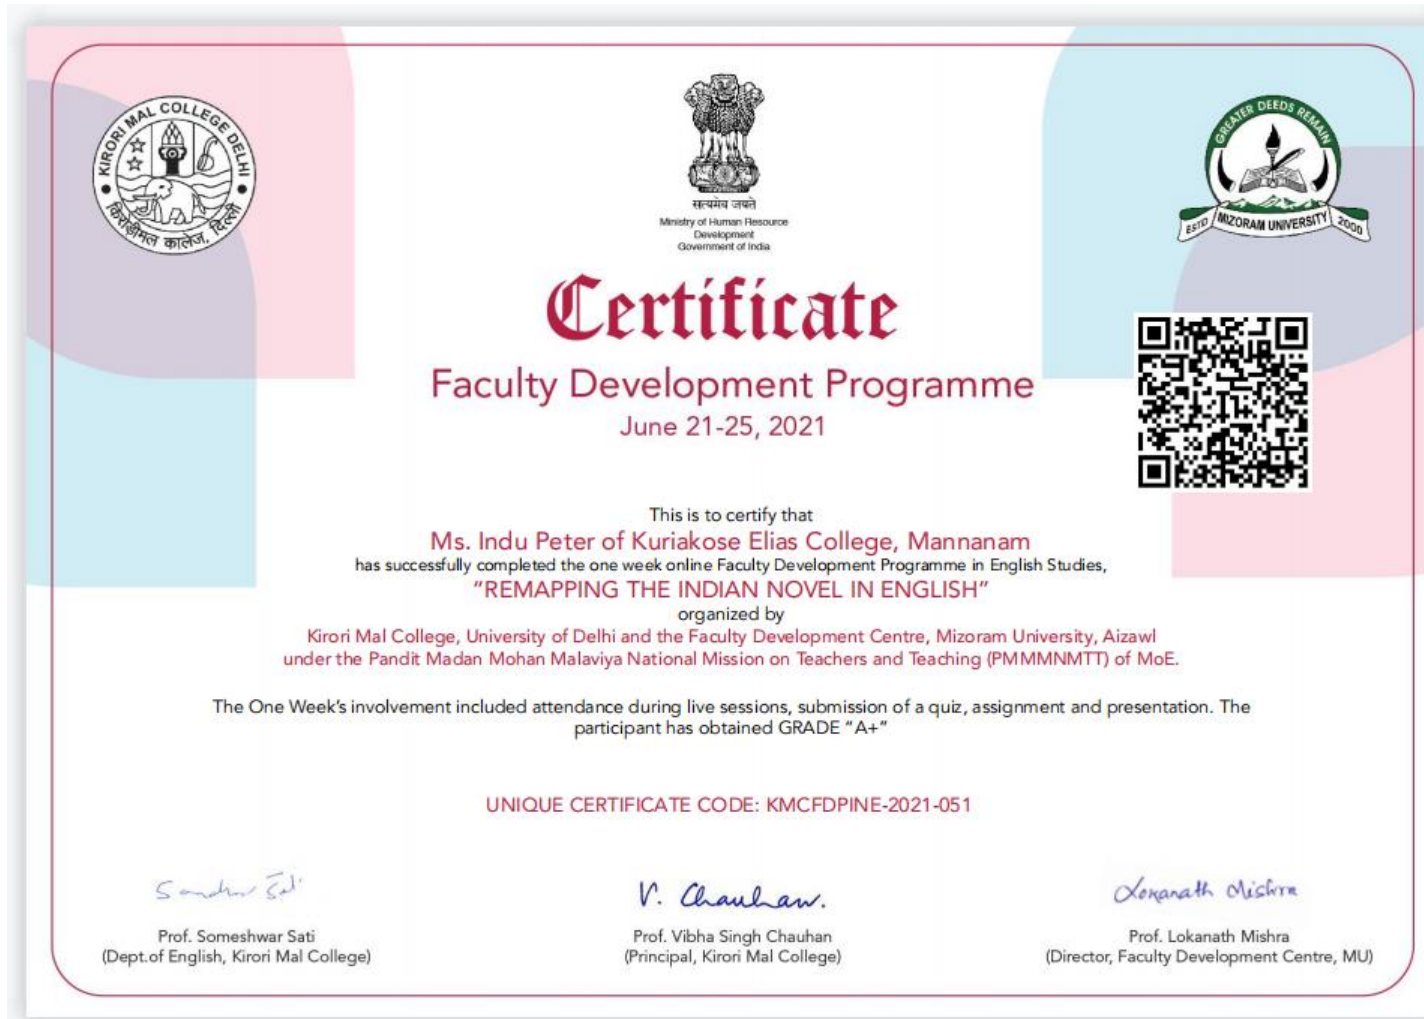 KIRORI MAL COLLEGE DELHI
किरोड़ीमल कालेज, दिल्ली
सत्यमेव जयते
Ministry of Human Resource
Development
Government of India
GREATER DEEDS REMAIN
ESTD MIZORAM UNIVERSITY 2000
Certificate
Faculty Development Programme
June 21-25, 2021
This is to certify that
Ms. Indu Peter of Kuriakose Elias College, Mannanam
has successfully completed the one week online Faculty Development Programme in English Studies,
“REMAPPING THE INDIAN NOVEL IN ENGLISH”
organized by
Kirori Mal College, University of Delhi and the Faculty Development Centre, Mizoram University, Aizawl
under the Pandit Madan Mohan Malaviya National Mission on Teachers and Teaching (PMMMNMTT) of MoE.
The One Week’s involvement included attendance during live sessions, submission of a quiz, assignment and presentation. The
participant has obtained GRADE “A+”
UNIQUE CERTIFICATE CODE: KMCFDPINE-2021-051
V. Chauhan.
Lokanath Mishra
Prof. Someshwar Sati
(Dept.of English, Kirori Mal College)
Prof. Vibha Singh Chauhan
(Principal, Kirori Mal College)
Prof. Lokanath Mishra
(Director, Faculty Development Centre, MU)